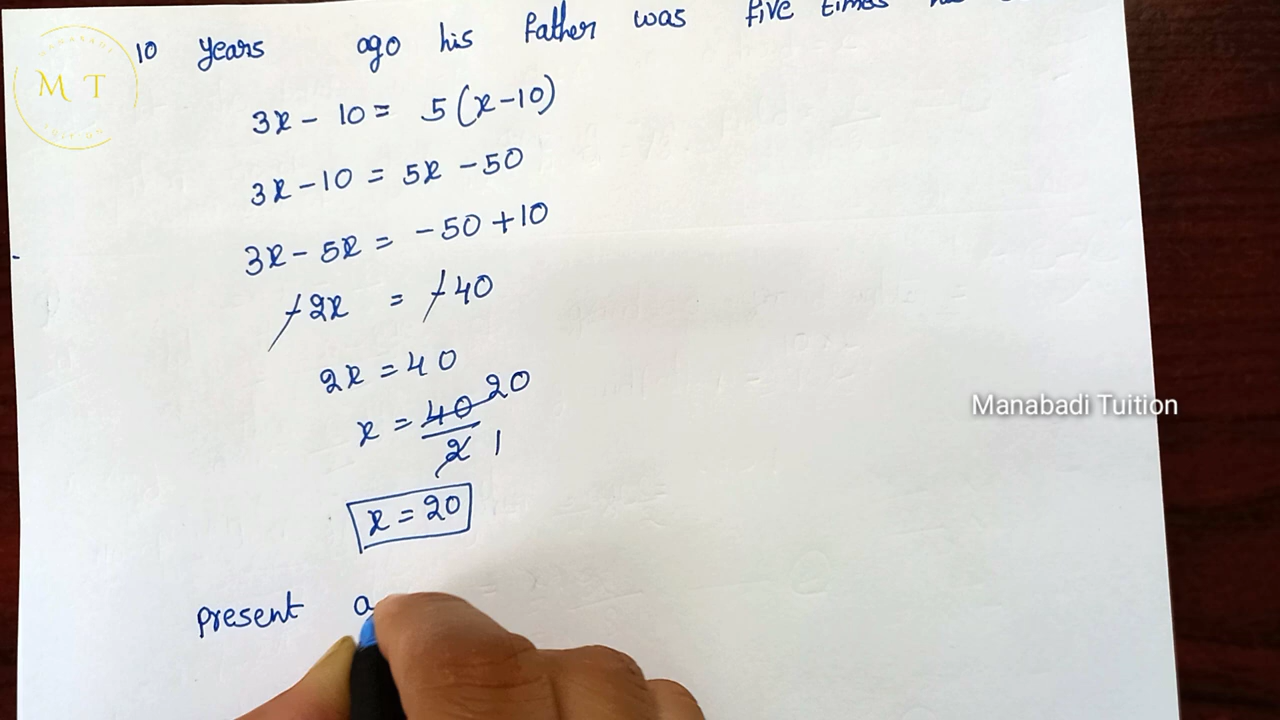 10 years ago his father was five times
3x - 10 = 5(x-10)
3x - 10 = 5x - 50
3x - 5x = -50 + 10
-2x = -40
2x = 40
x = 40/2 20 1
x = 20
present a
M T
Manabadi Tuition